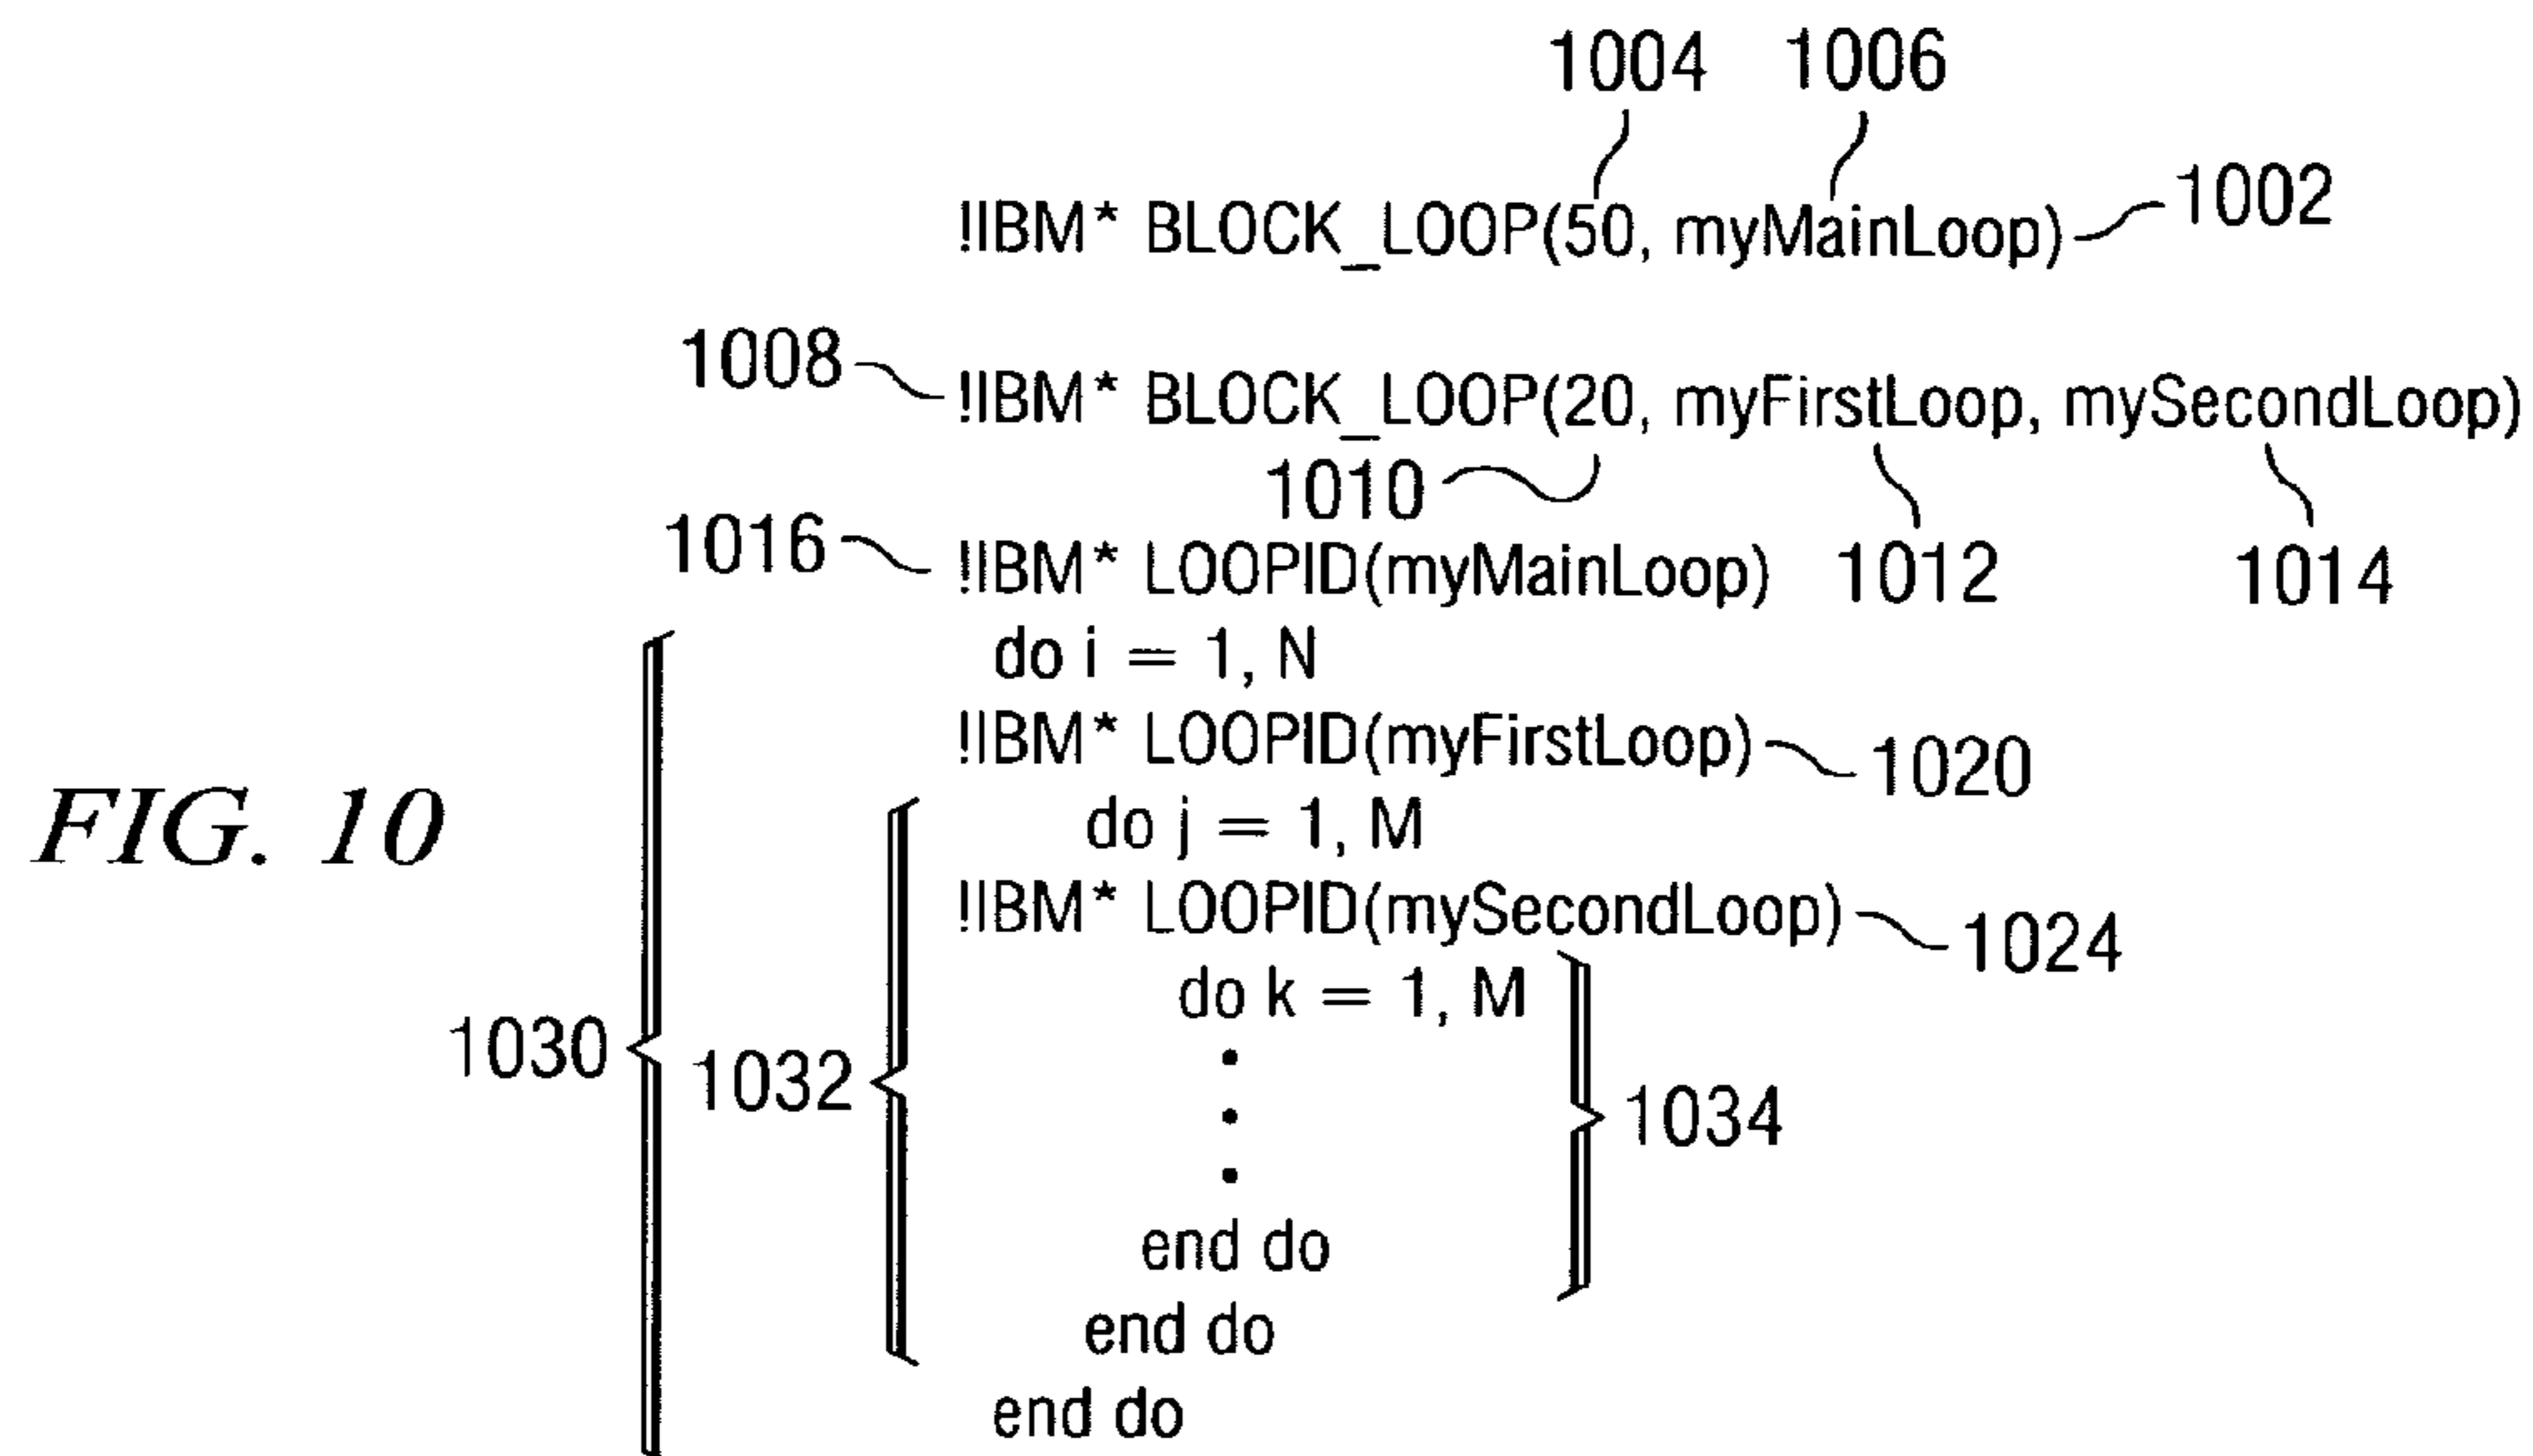 1004 1006
!IBM* BLOCK_LOOP(50, myMainLoop) 1002
1008 !IBM* BLOCK_LOOP(20, myFirstLoop, mySecondLoop)
1010
1016 !IBM* LOOPID(myMainLoop) 1012 1014
do i = 1, N
!IBM* LOOPID(myFirstLoop) 1020
FIG. 10
do j = 1, M
!IBM* LOOPID(mySecondLoop) 1024
do k = 1, M
1030 1032 1034
•
•
•
end do
end do
end do